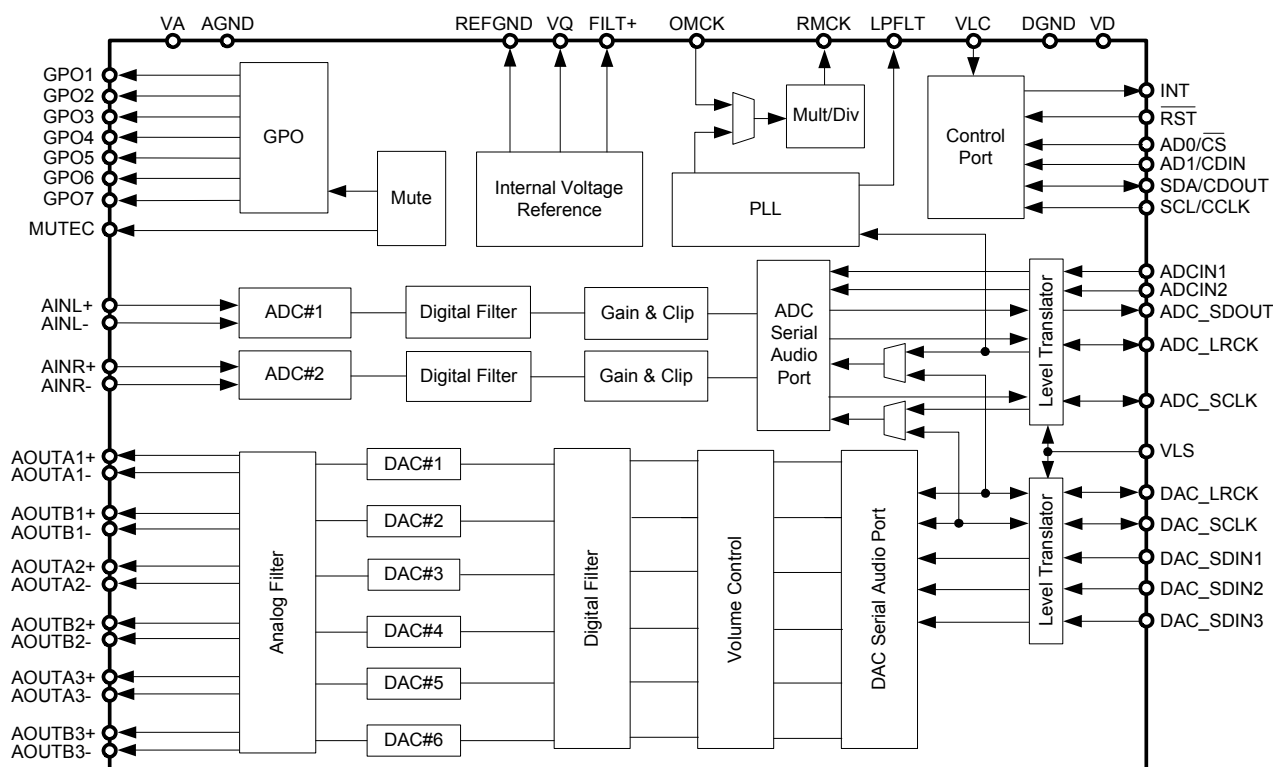 VA
AGND
REFGND
VQ
FILT+
OMCK
RMCK
LPFLT
VLC
DGND
VD
GPO1
GPO2
GPO3
GPO4
GPO5
GPO6
GPO7
MUTEC
GPO
Mute
Internal Voltage
Reference
Mult/Div
PLL
Control
Port
INT
RST
AD0/CS
AD1/CDIN
SDA/CDOUT
SCL/CCLK
AINL+
AINL-
AINR+
AINR-
ADC#1
Digital Filter
Gain & Clip
ADC#2
Digital Filter
Gain & Clip
ADC
Serial
Audio
Port
Level Translator
ADCIN1
ADCIN2
ADC_SDOUT
ADC_LRCK
ADC_SCLK
VLS
AOUTA1+
AOUTA1-
AOUTB1+
AOUTB1-
AOUTA2+
AOUTA2-
AOUTB2+
AOUTB2-
AOUTA3+
AOUTA3-
AOUTB3+
AOUTB3-
Analog Filter
DAC#1
DAC#2
DAC#3
DAC#4
DAC#5
DAC#6
Digital Filter
Volume Control
DAC Serial Audio Port
Level Translator
DAC_LRCK
DAC_SCLK
DAC_SDIN1
DAC_SDIN2
DAC_SDIN3